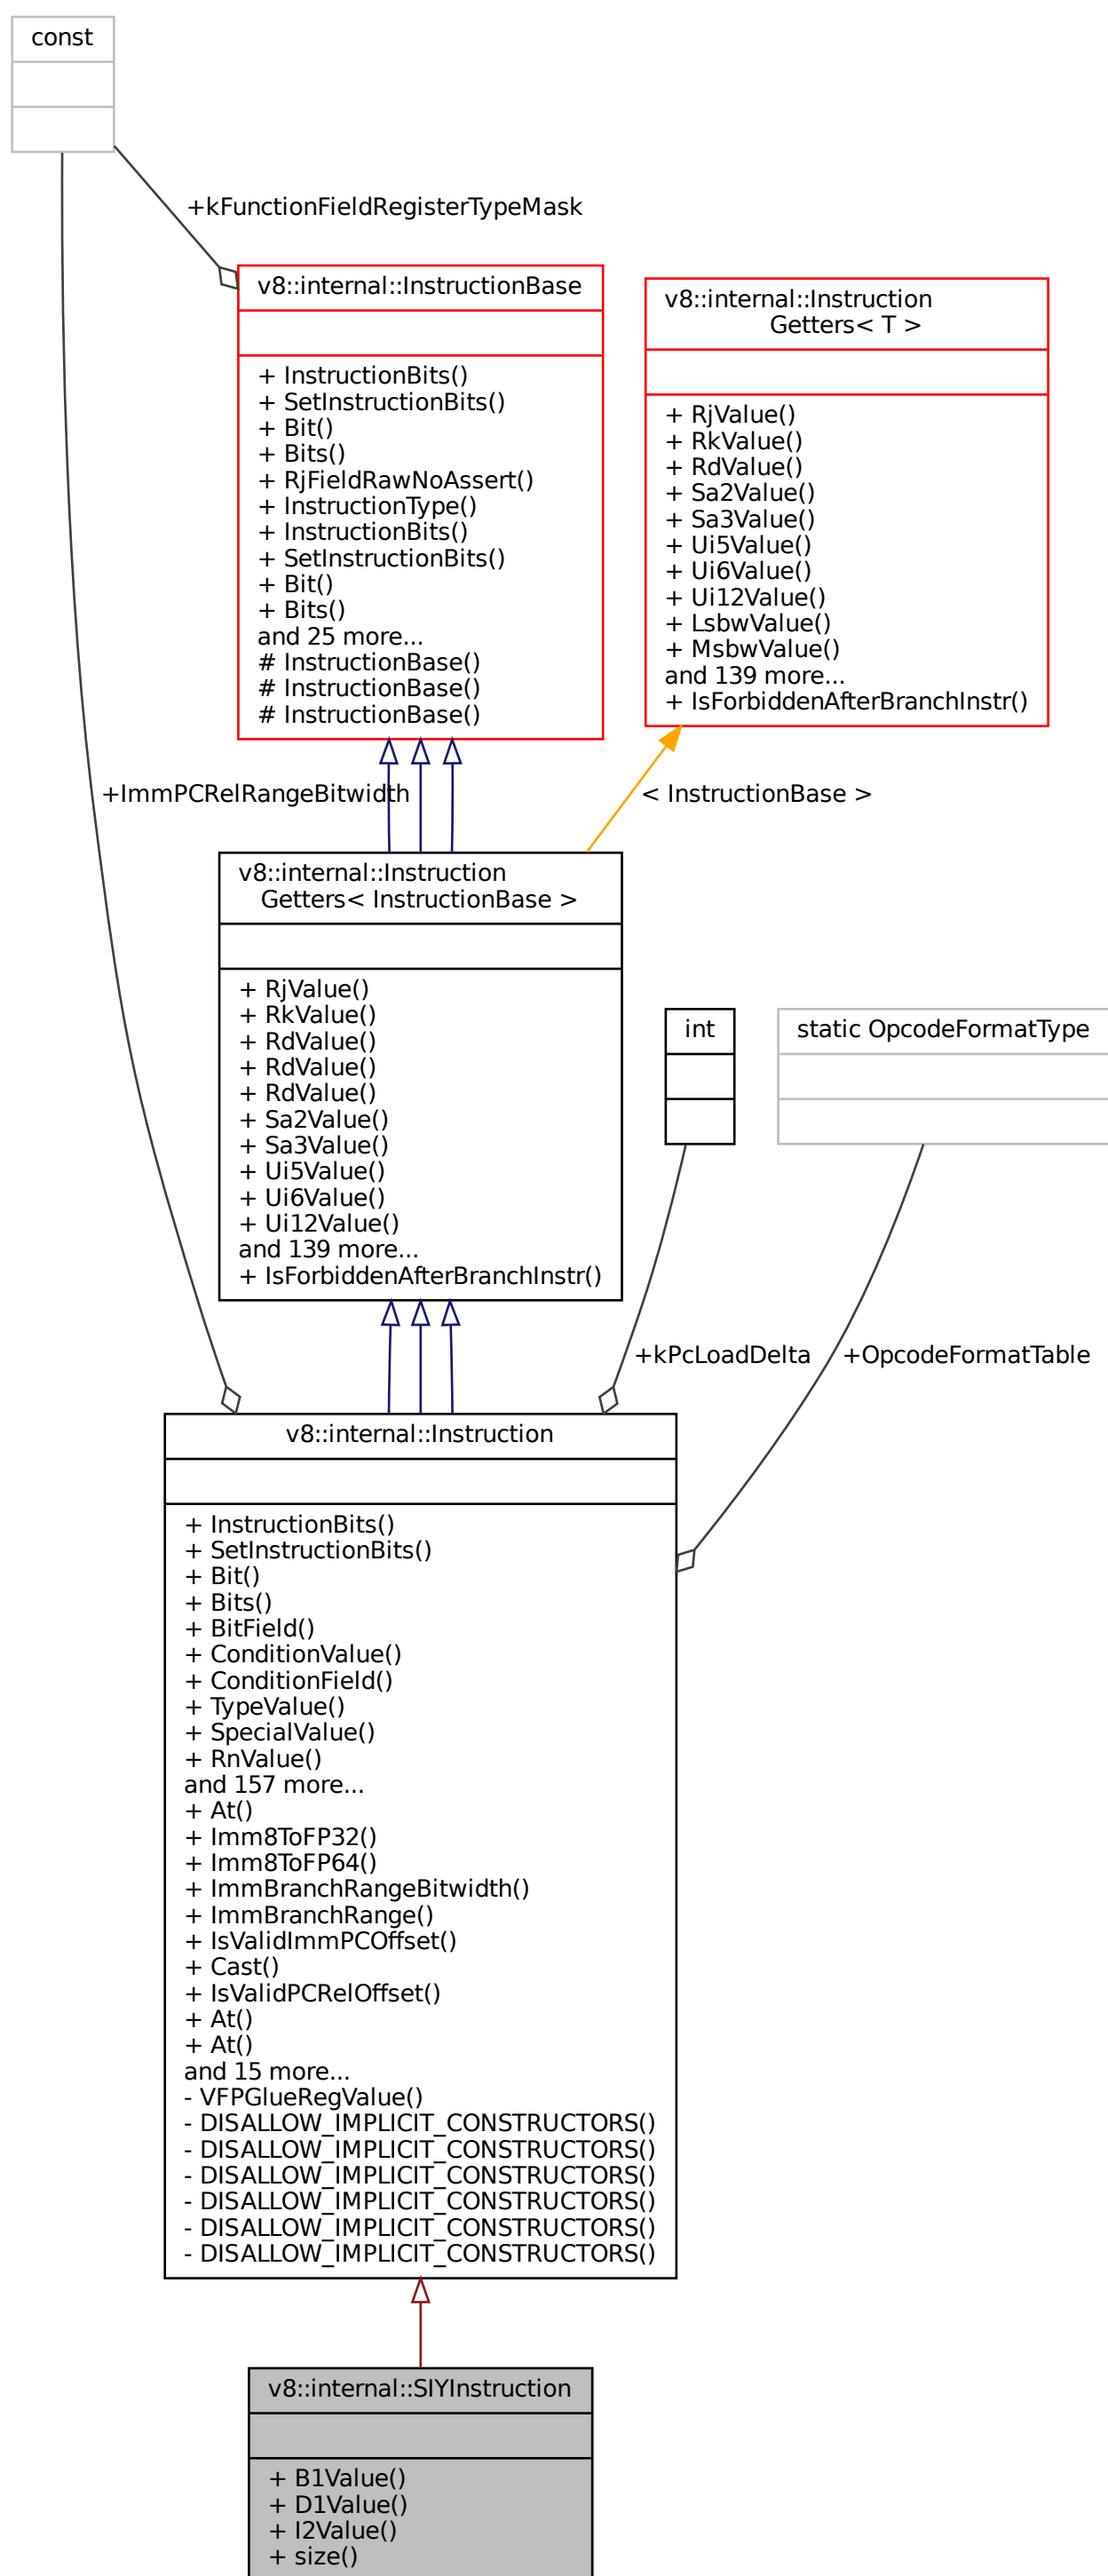 const
+kFunctionFieldRegisterTypeMask
v8::internal::InstructionBase
+ InstructionBits()
+ SetInstructionBits()
+ Bit()
+ Bits()
+ RjFieldRawNoAssert()
+ InstructionType()
+ InstructionBits()
+ SetInstructionBits()
+ Bit()
+ Bits()
and 25 more...
# InstructionBase()
# InstructionBase()
# InstructionBase()
v8::internal::Instruction
Getters< T >
+ RjValue()
+ RkValue()
+ RdValue()
+ Sa2Value()
+ Sa3Value()
+ Ui5Value()
+ Ui6Value()
+ Ui12Value()
+ LsbwValue()
+ MsbwValue()
and 139 more...
+ IsForbiddenAfterBranchInstr()
+ImmPCRelRangeBitwidth
< InstructionBase >
v8::internal::Instruction
Getters< InstructionBase >
+ RjValue()
+ RkValue()
+ RdValue()
+ RdValue()
+ RdValue()
+ Sa2Value()
+ Sa3Value()
+ Ui5Value()
+ Ui6Value()
+ Ui12Value()
and 139 more...
+ IsForbiddenAfterBranchInstr()
int
static OpcodeFormatType
+kPcLoadDelta
+OpcodeFormatTable
v8::internal::Instruction
+ InstructionBits()
+ SetInstructionBits()
+ Bit()
+ Bits()
+ BitField()
+ ConditionValue()
+ ConditionField()
+ TypeValue()
+ SpecialValue()
+ RnValue()
and 157 more...
+ At()
+ Imm8ToFP32()
+ Imm8ToFP64()
+ ImmBranchRangeBitwidth()
+ ImmBranchRange()
+ IsValidImmPCOffset()
+ Cast()
+ IsValidPCRelOffset()
+ At()
+ At()
and 15 more...
- VFPGlueRegValue()
- DISALLOW_IMPLICIT_CONSTRUCTORS()
- DISALLOW_IMPLICIT_CONSTRUCTORS()
- DISALLOW_IMPLICIT_CONSTRUCTORS()
- DISALLOW_IMPLICIT_CONSTRUCTORS()
- DISALLOW_IMPLICIT_CONSTRUCTORS()
- DISALLOW_IMPLICIT_CONSTRUCTORS()
v8::internal::SIYInstruction
+ B1Value()
+ D1Value()
+ I2Value()
+ size()